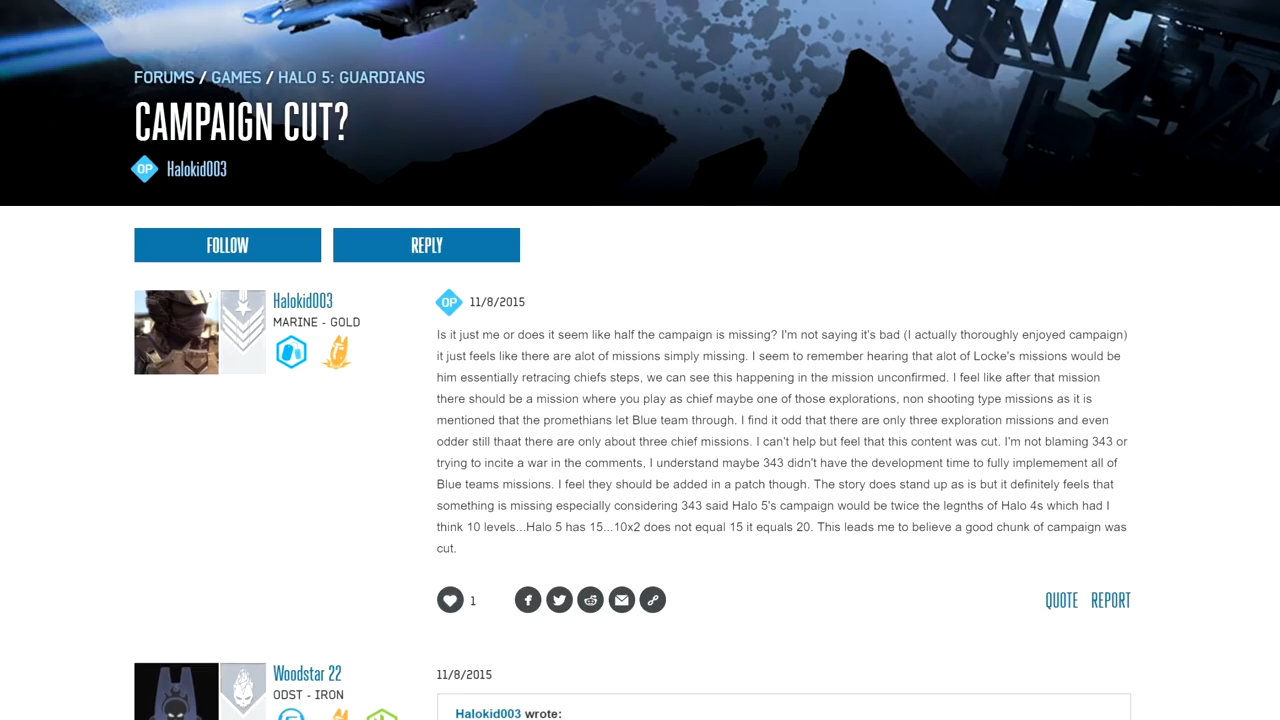 FORUMS / GAMES / HALO 5: GUARDIANS
CAMPAIGN CUT?
OP Halokid003
FOLLOW REPLY
Halokid003
MARINE - GOLD
OP 11/8/2015
Is it just me or does it seem like half the campaign is missing? I'm not saying it's bad (I actually thoroughly enjoyed campaign)
it just feels like there are alot of missions simply missing. I seem to remember hearing that alot of Locke's missions would be
him essentially retracing chiefs steps, we can see this happening in the mission unconfirmed. I feel like after that mission
there should be a mission where you play as chief maybe one of those explorations, non shooting type missions as it is
mentioned that the promethians let Blue team through. I find it odd that there are only three exploration missions and even
odder still thaat there are only about three chief missions. I can't help but feel that this content was cut. I'm not blaming 343 or
trying to incite a war in the comments, I understand maybe 343 didn't have the development time to fully implemement all of
Blue teams missions. I feel they should be added in a patch though. The story does stand up as is but it definitely feels that
something is missing especially considering 343 said Halo 5's campaign would be twice the legnths of Halo 4s which had I
think 10 levels...Halo 5 has 15...10x2 does not equal 15 it equals 20. This leads me to believe a good chunk of campaign was
cut.
1
QUOTE REPORT
Woodstar 22
ODST - IRON
11/8/2015
Halokid003 wrote: